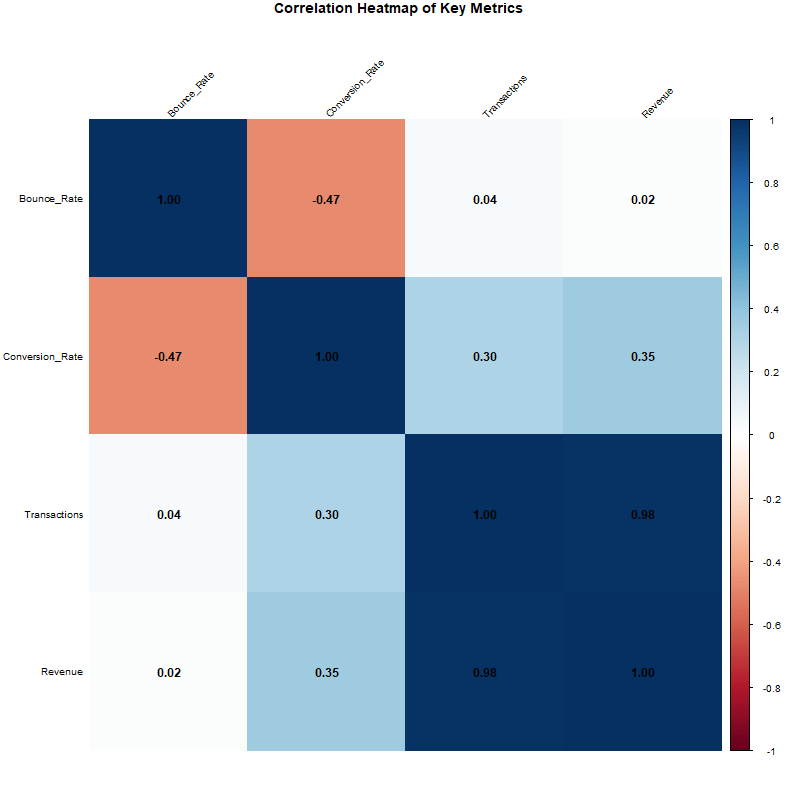 Correlation Heatmap of Key Metrics
Bounce_Rate Conversion_Rate Transactions Revenue
Bounce_Rate 1.00 -0.47 0.04 0.02
Conversion_Rate -0.47 1.00 0.30 0.35
Transactions 0.04 0.30 1.00 0.98
Revenue 0.02 0.35 0.98 1.00
1
0.8
0.6
0.4
0.2
0
-0.2
-0.4
-0.6
-0.8
-1